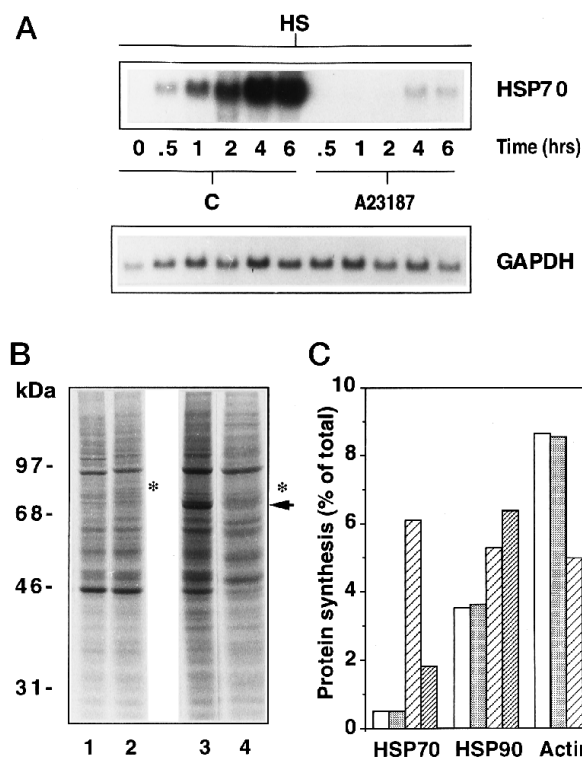 A
HS
HSP70
0 .5 1 2 4 6 .5 1 2 4 6 Time (hrs)
C A23187
GAPDH
B
kDa
97-
*
*
68-
46-
31-
1 2 3 4
C
Protein synthesis (% of total)
10
8
6
4
2
0
HSP70 HSP90 Actin